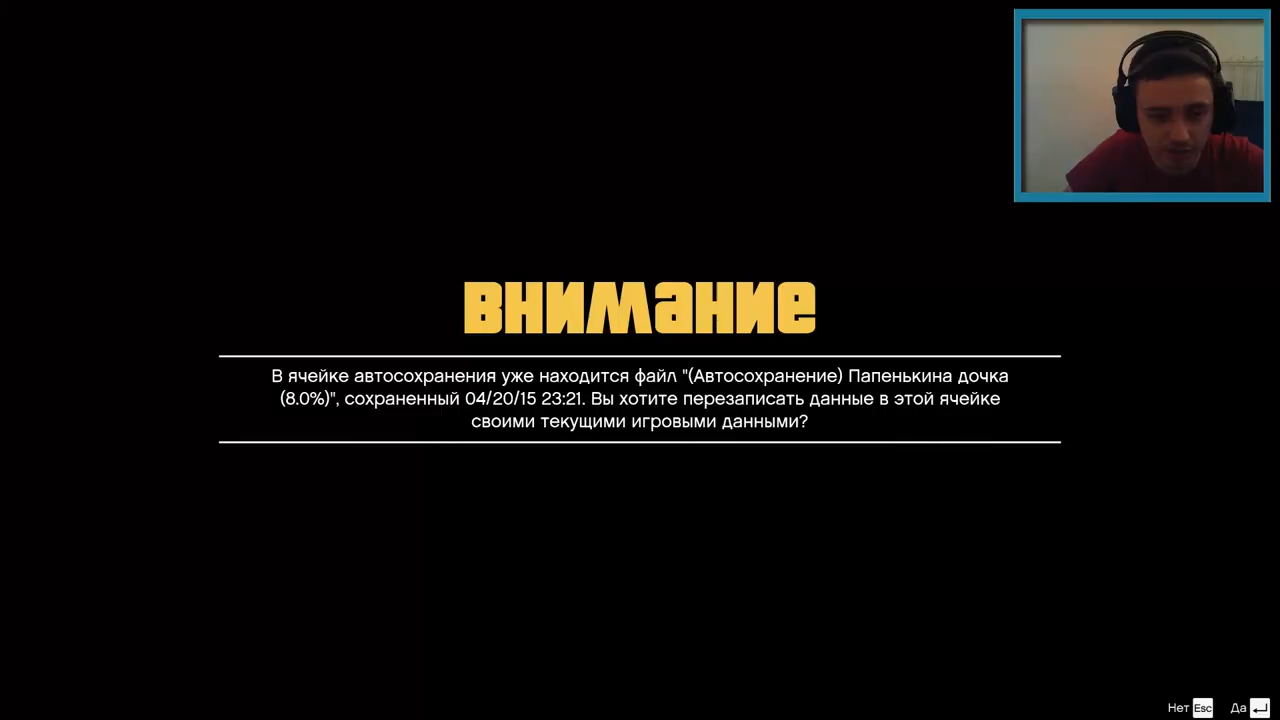 внимание
В ячейке автосохранения уже находится файл "(Автосохранение) Папенькина дочка
(8.0%)", сохраненный 04/20/15 23:21. Вы хотите перезаписать данные в этой ячейке
своими текущими игровыми данными?
Нет Esc Да